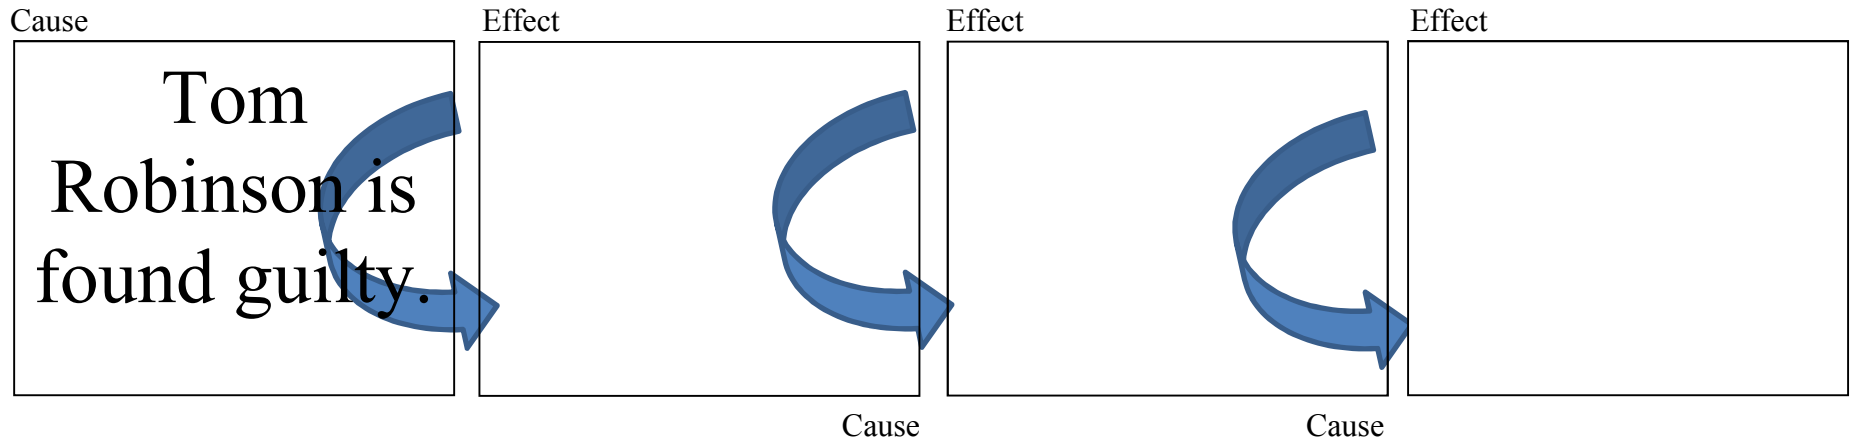 Cause
Effect
Effect
Effect
Tom
Robinson is
found guilty.
Cause
Cause